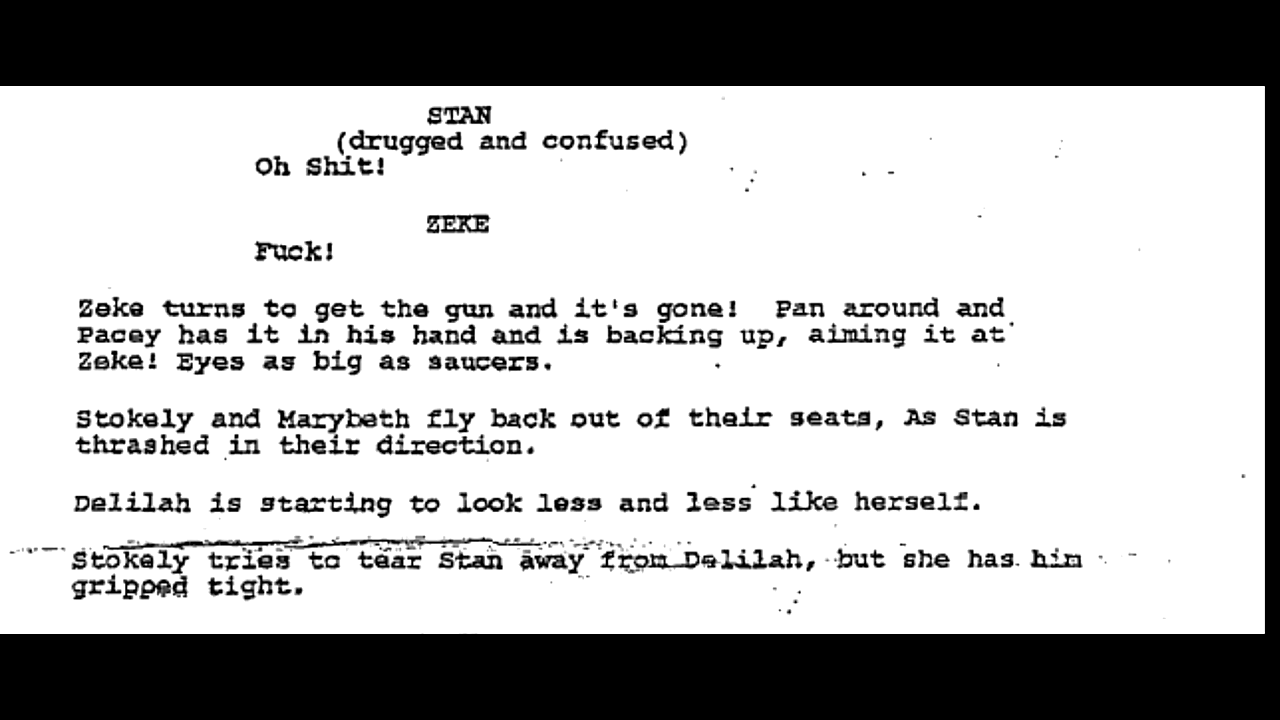 STAN
(drugged and confused)
Oh Shit!
ZEKE
Fuck!
Zeke turns to get the gun and it's gone!  Pan around and
Pacey has it in his hand and is backing up, aiming it at
Zeke! Eyes as big as saucers.
Stokely and Marybeth fly back out of their seats, As Stan is
thrashed in their direction.
Delilah is starting to look less and less like herself.
Stokely tries to tear Stan away from Delilah, but she has him
gripped tight.